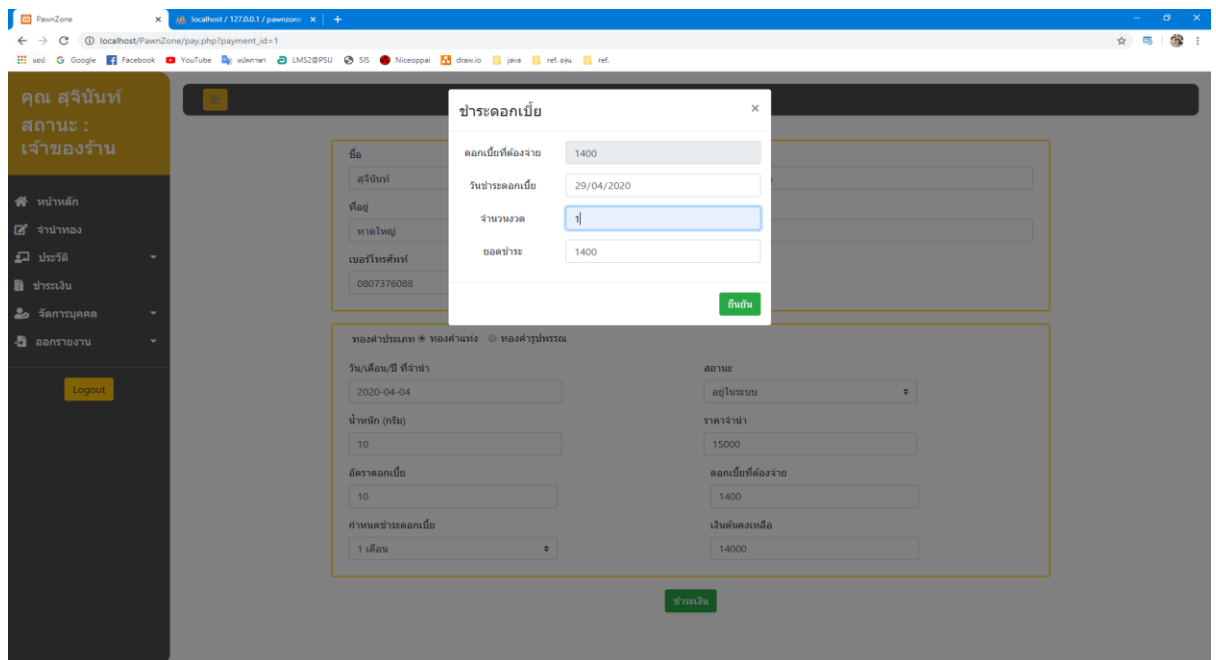 PawnZone
localhost / 127.0.0.1 / pawnzone
localhost/PawnZone/pay.php?payment_id=1
แอป Google Facebook YouTube แปลภาษา LMS2@PSU SIS Niceoppai draw.io java ref.อคุณ ref.
คุณ สุจินันท์
สถานะ :
เจ้าของร้าน
หน้าหลัก
จำนำทอง
ประวัติ
ชำระเงิน
จัดการบุคคล
ออกรายงาน
Logout
ชำระดอกเบี้ย ×
ดอกเบี้ยที่ต้องจ่าย 1400
วันชำระดอกเบี้ย 29/04/2020
จำนวนงวด 1
ยอดชำระ 1400
ยืนยัน
ชื่อ
สุจินันท์
ที่อยู่
หาดใหญ่
เบอร์โทรศัพท์
0807376088
ทองคำประเภท ทองคำแท่ง ทองคำรูปพรรณ
วัน/เดือน/ปี ที่จำนำ สถานะ
2020-04-04 อยู่ในระบบ
น้ำหนัก (กรัม) ราคาจำนำ
10 15000
อัตราดอกเบี้ย ดอกเบี้ยที่ต้องจ่าย
10 1400
กำหนดชำระดอกเบี้ย เงินต้นคงเหลือ
1 เดือน 14000
ชำระเงิน